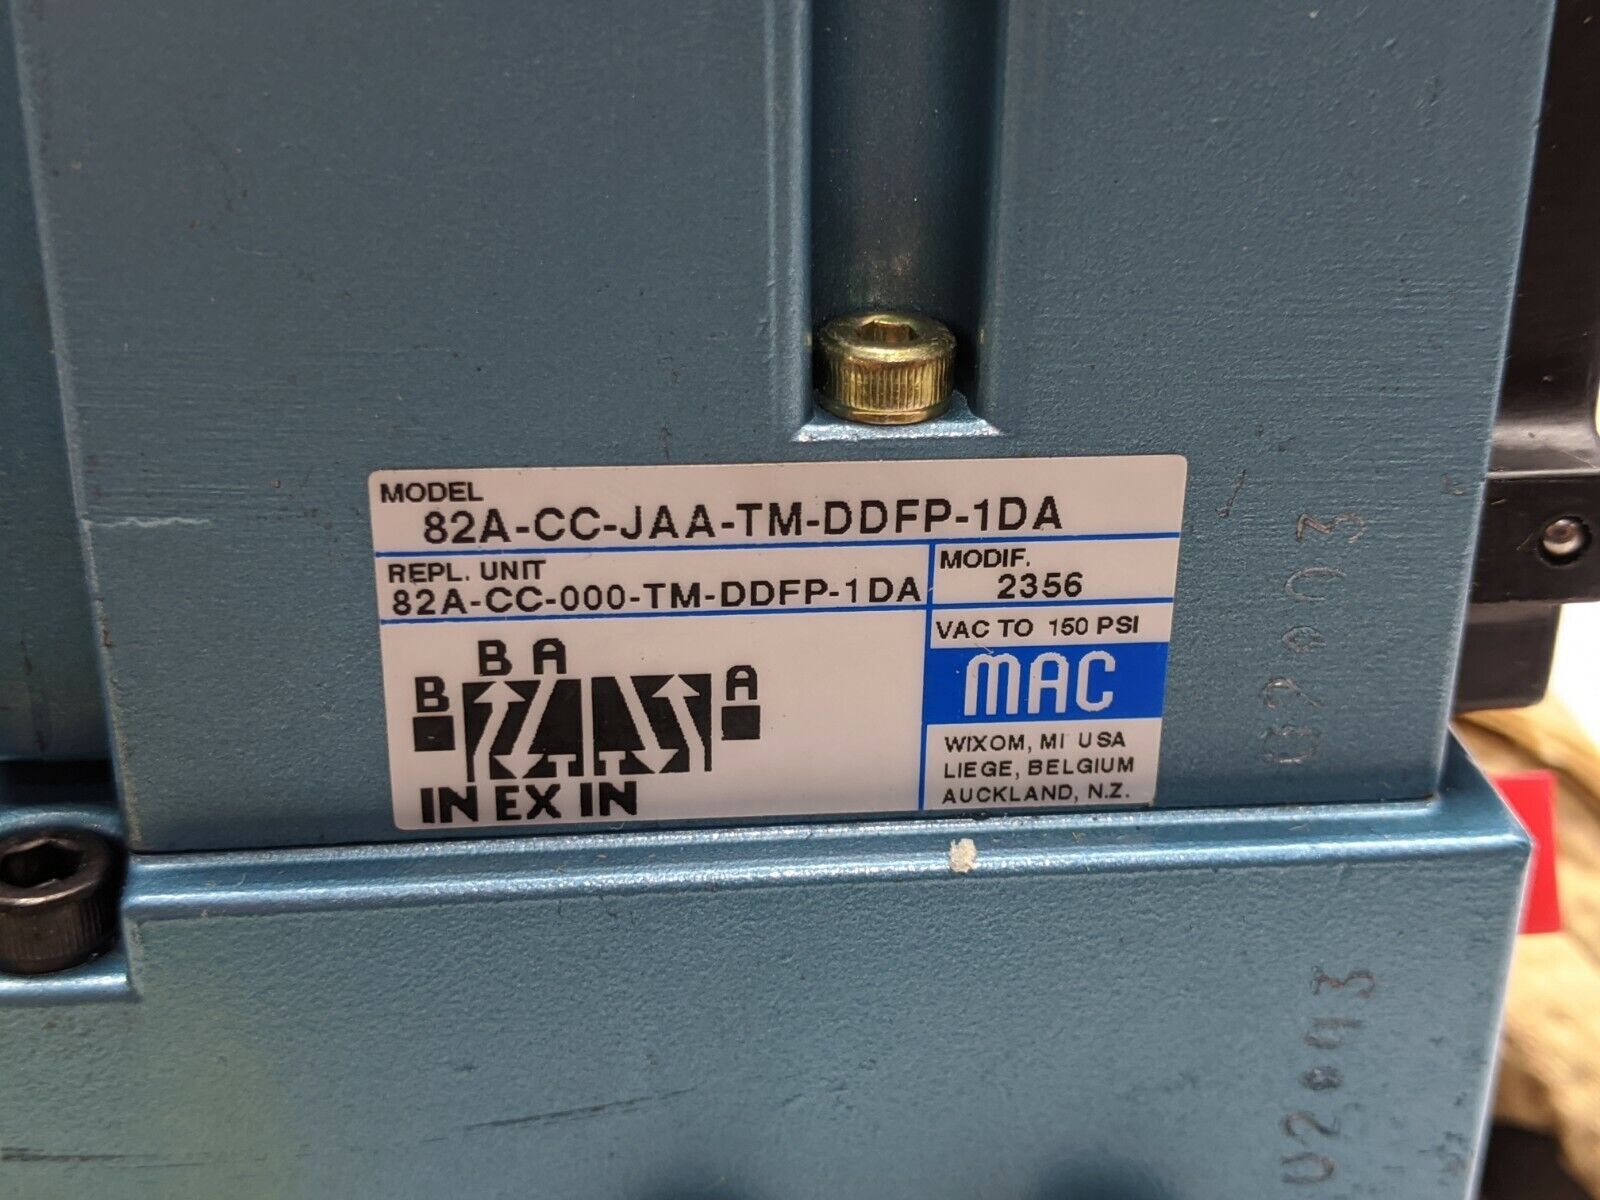 MODEL
82A-CC-JAA-TM-DDFP-1DA
REPL. UNIT
82A-CC-000-TM-DDFP-1DA
MODIF.
2356
VAC TO 150 PSI
MAC
WIXOM, MI USA
LIEGE, BELGIUM
AUCKLAND, N.Z.
B A
B
A
IN EX IN